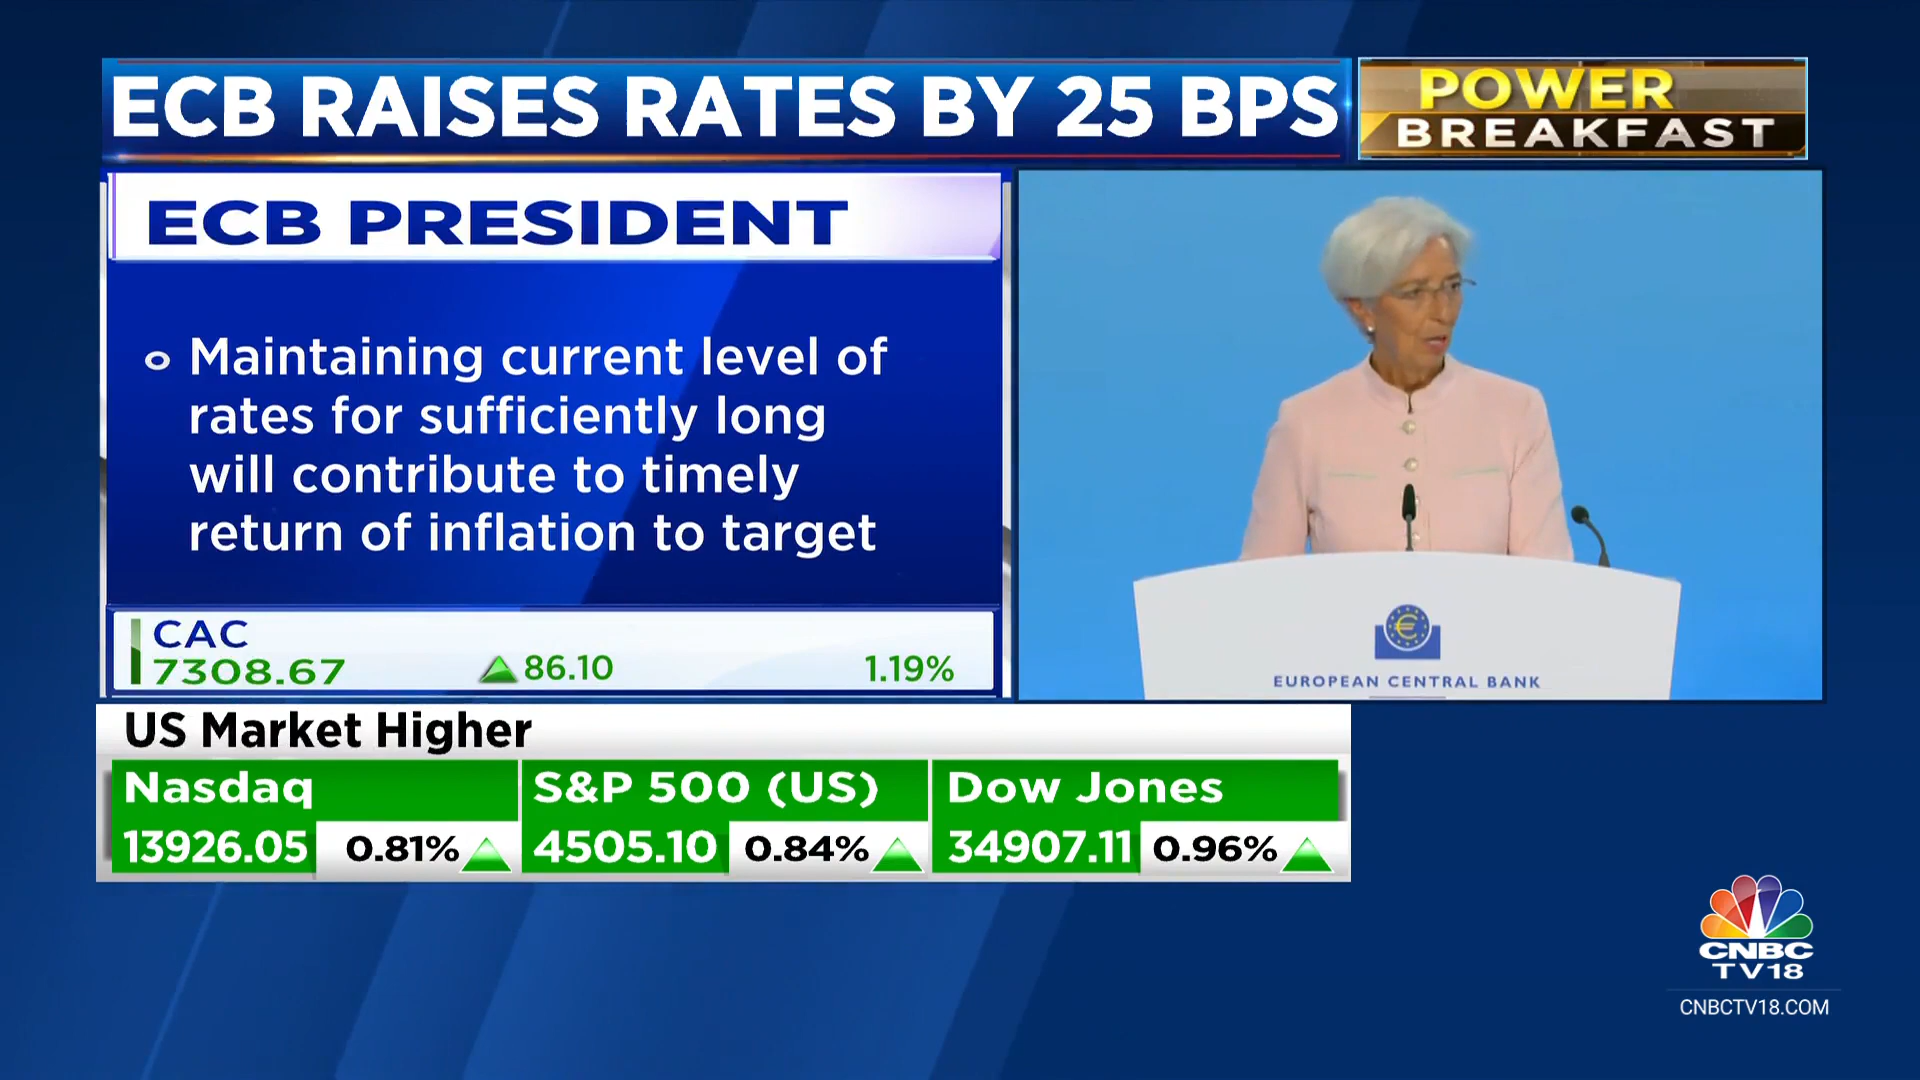 ECB RAISES RATES BY 25 BPS
POWER
BREAKFAST
ECB PRESIDENT
Maintaining current level of
rates for sufficiently long
will contribute to timely
return of inflation to target
CAC
7308.67 86.10 1.19%
EUROPEAN CENTRAL BANK
US Market Higher
Nasdaq
13926.05 0.81%
S&P 500 (US)
4505.10 0.84%
Dow Jones
34907.11 0.96%
CNBC
TV18
CNBCTV18.COM